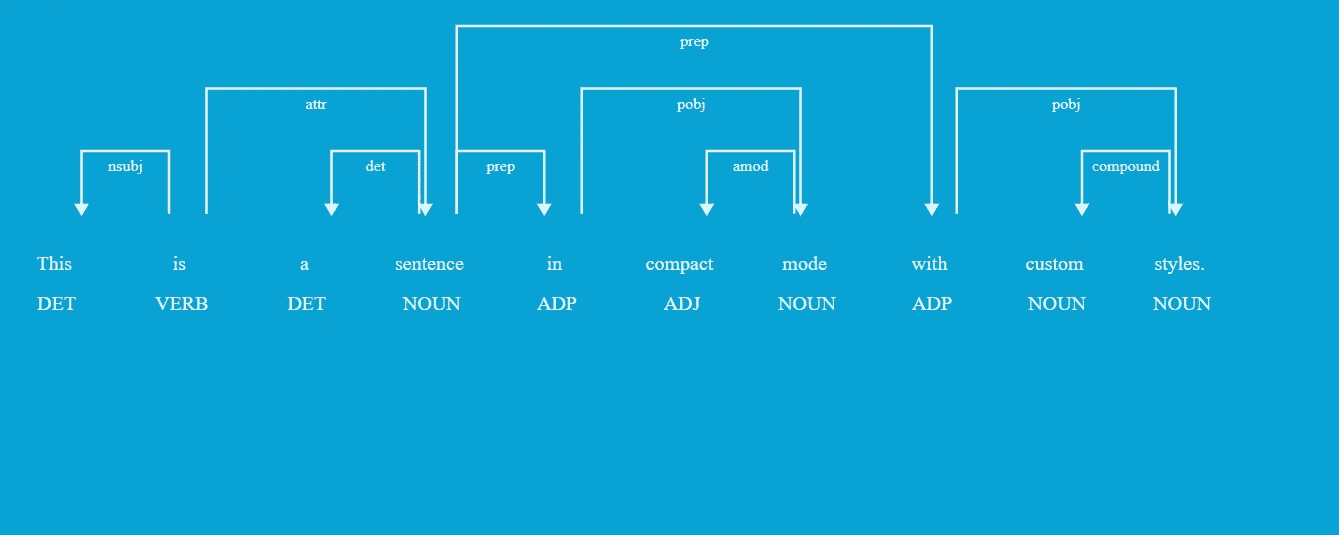 prep
attr pobj pobj
nsubj det prep amod compound
This is a sentence in compact mode with custom styles.
DET VERB DET NOUN ADP ADJ NOUN ADP NOUN NOUN